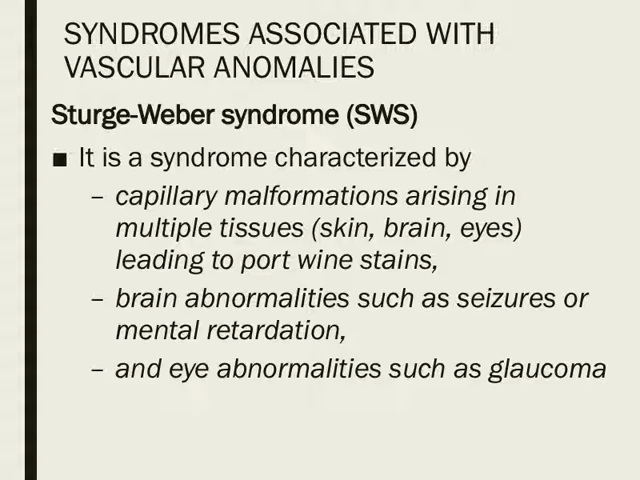 SYNDROMES ASSOCIATED WITH
VASCULAR ANOMALIES
Sturge-Weber syndrome (SWS)
■ It is a syndrome characterized by
– capillary malformations arising in
multiple tissues (skin, brain, eyes)
leading to port wine stains,
– brain abnormalities such as seizures or
mental retardation,
– and eye abnormalities such as glaucoma